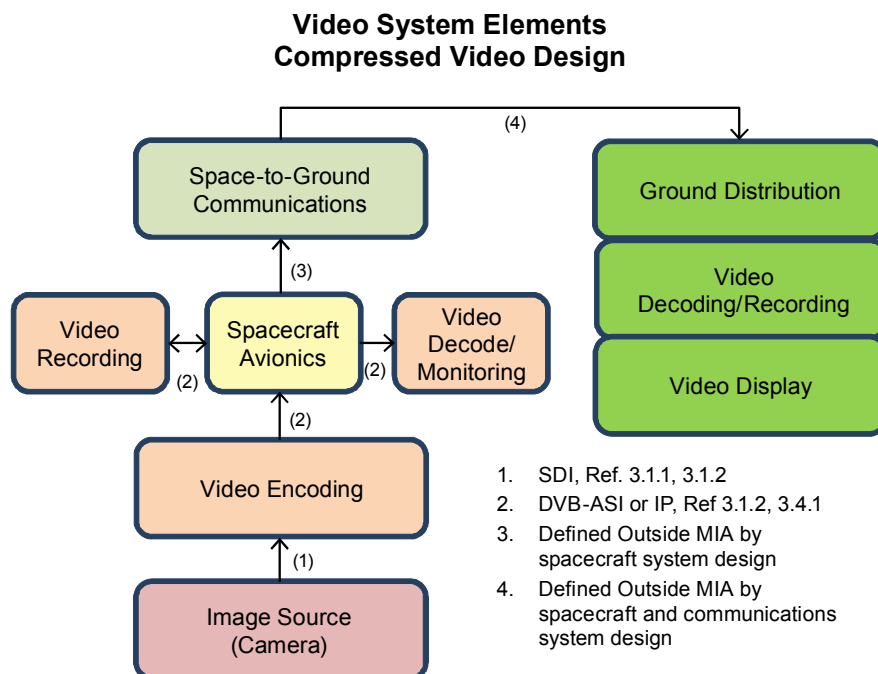 Video System Elements
Compressed Video Design
(4)
Space-to-Ground
Communications
Ground Distribution
(3)
Video
Decoding/Recording
Video
Recording
(2)
Spacecraft
Avionics
(2)
Video
Decode/
Monitoring
Video Display
(2)
Video Encoding
(1)
Image Source
(Camera)
1. SDI, Ref. 3.1.1, 3.1.2
2. DVB-ASI or IP, Ref 3.1.2, 3.4.1
3. Defined Outside MIA by
spacecraft system design
4. Defined Outside MIA by
spacecraft and communications
system design